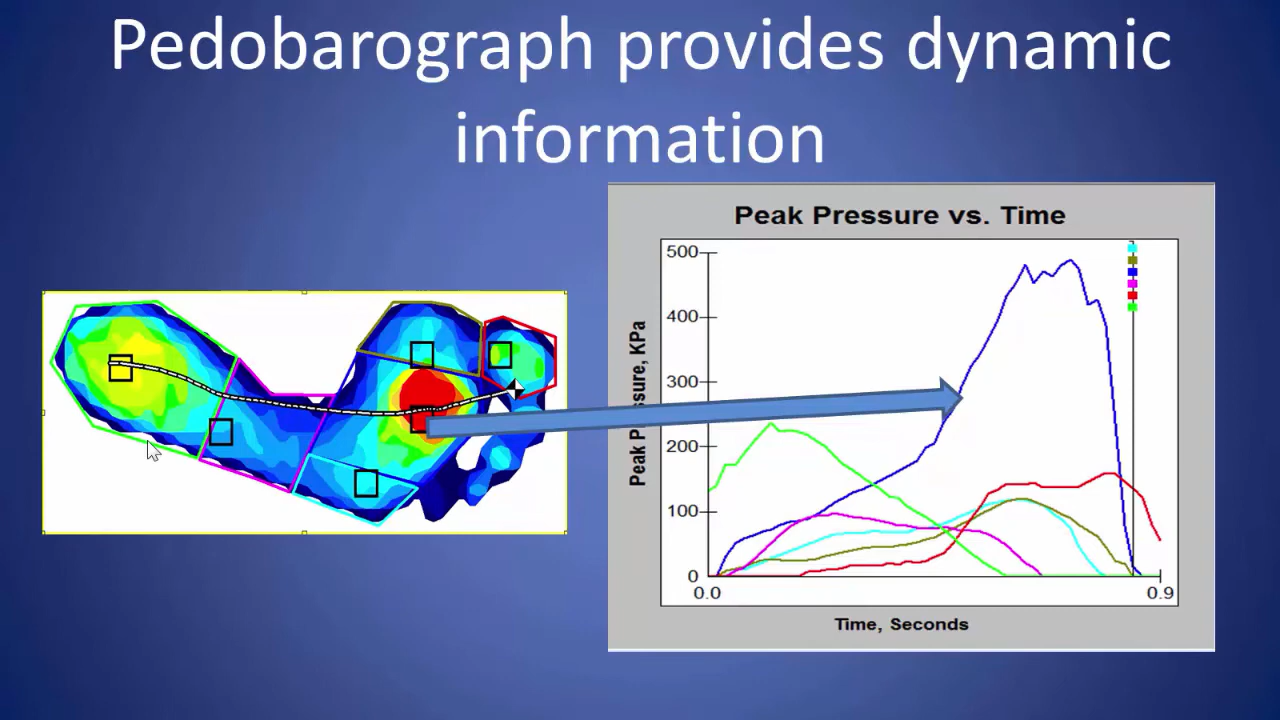 Pedobarograph provides dynamic
information
Peak Pressure vs. Time
500
400
300
200
100
0
Peak Pressure, KPa
0.0
0.9
Time, Seconds